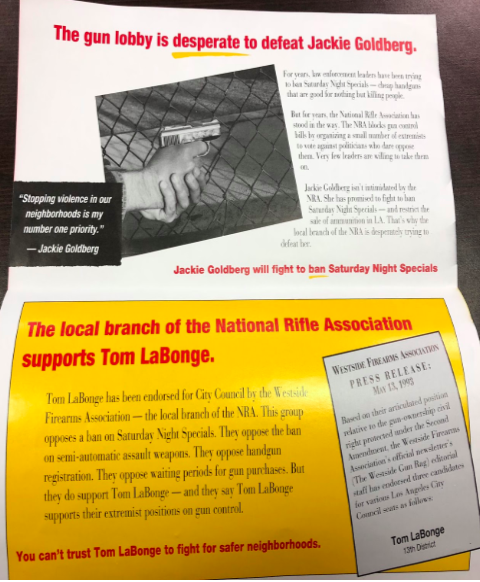 The gun lobby is desperate to defeat Jackie Goldberg.
For years, law enforcement leaders have been trying
to ban Saturday Night Specials — cheap handguns
that are good for nothing but killing people.
But for years, the National Rifle Association has
stood in the way. The NRA blocks gun control
bills by organizing a small number of extremists
to vote against politicians who dare oppose
them. Very few leaders are willing to take them
on.
Jackie Goldberg isn't intimidated by the
NRA. She has promised to fight to ban
Saturday Night Specials — and restrict the
sale of ammunition in LA. That's why the
local branch of the NRA is desperately trying to
defeat her.
"Stopping violence in our
neighborhoods is my
number one priority."
— Jackie Goldberg
Jackie Goldberg will fight to ban Saturday Night Specials
The local branch of the National Rifle Association
supports Tom LaBonge.
Tom LaBonge has been endorsed for City Council by the Westside
Firearms Association — the local branch of the NRA. This group
opposes a ban on Saturday Night Specials. They oppose the ban
on semi-automatic assault weapons. They oppose handgun
registration. They oppose waiting periods for gun purchases. But
they do support Tom LaBonge — and they say Tom LaBonge
supports their extremist positions on gun control.
You can't trust Tom LaBonge to fight for safer neighborhoods.
WESTSIDE FIREARMS ASSOCIATION
PRESS RELEASE:
MAY 13, 1993
Based on their articulated position
relative to the gun-ownership civil
right protected under the Second
Amendment, the Westside Firearms
Association's official newsletter's
(The Westside Gun Rag) editorial
staff has endorsed three candidates
for various Los Angeles City
Council seats as follows:
Tom LaBonge
13th District